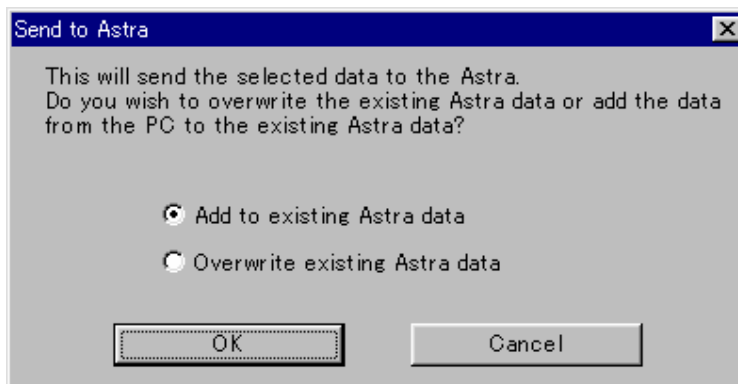 Send to Astra
This will send the selected data to the Astra.
Do you wish to overwrite the existing Astra data or add the data
from the PC to the existing Astra data?
Add to existing Astra data
Overwrite existing Astra data
OK
Cancel